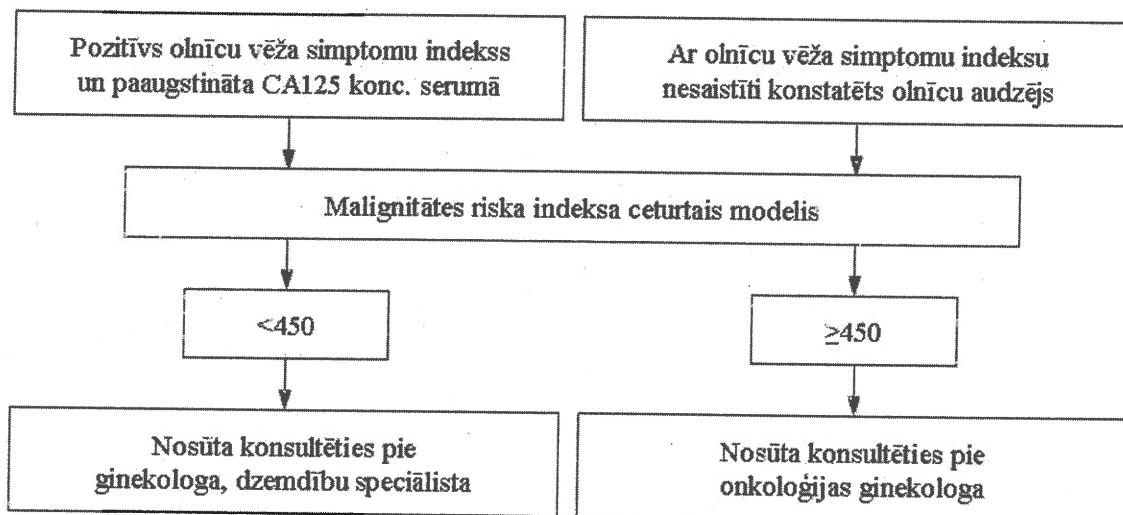 Pozitīvs olnīcu vēža simptomu indekss
un paaugstināta CA125 konc. serumā
Ar olnīcu vēža simptomu indeksu
nesaistīti konstatēts olnīcu audzējs
Malignitātes riska indeksa ceturtais modelis
<450
≥450
Nosūta konsultēties pie
ginekologa, dzemdību speciālista
Nosūta konsultēties pie
onkoloģijas ginekologa